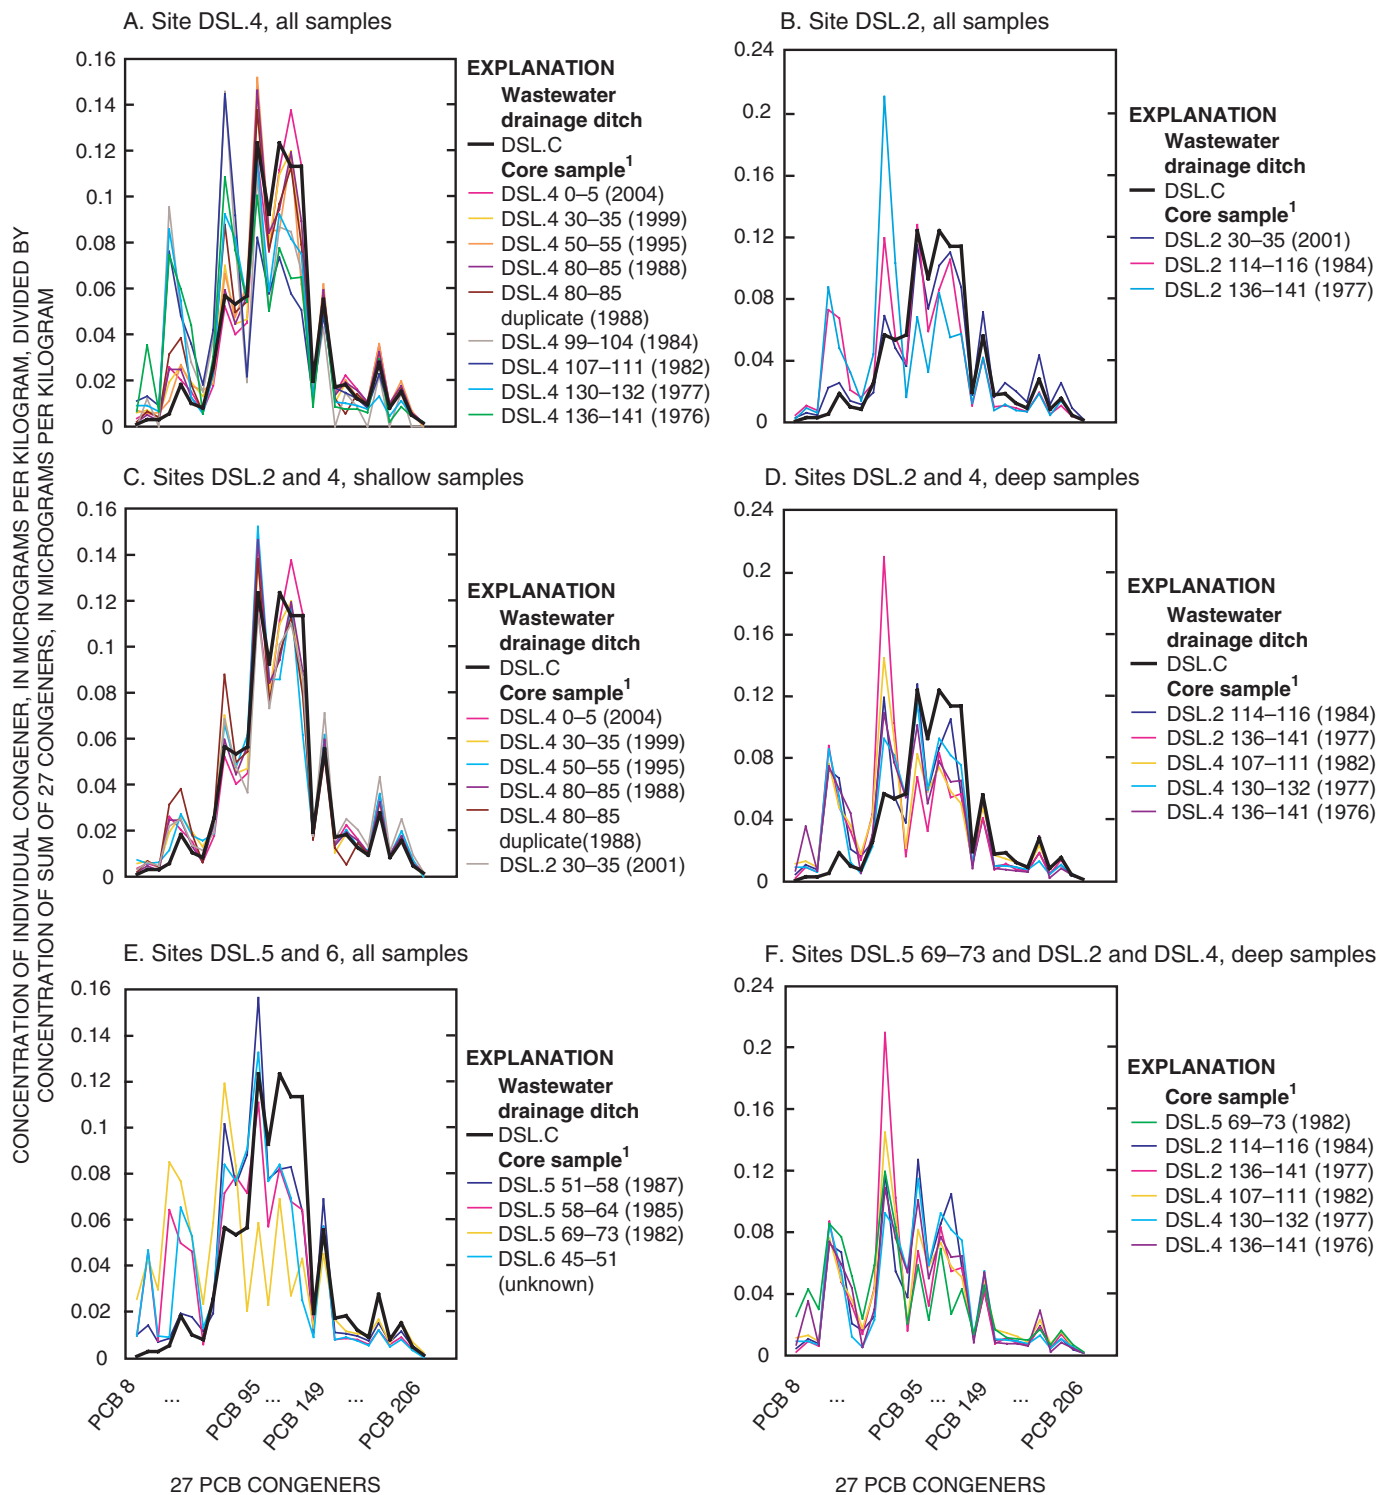 CONCENTRATION OF INDIVIDUAL CONGENER, IN MICROGRAMS PER KILOGRAM, DIVIDED BY
CONCENTRATION OF SUM OF 27 CONGENERS, IN MICROGRAMS PER KILOGRAM
A. Site DSL.4, all samples
0.16
0.14
0.12
0.1
0.08
0.06
0.04
0.02
0
EXPLANATION
Wastewater
drainage ditch
DSL.C
Core sample1
DSL.4 0–5 (2004)
DSL.4 30–35 (1999)
DSL.4 50–55 (1995)
DSL.4 80–85 (1988)
DSL.4 80–85
duplicate (1988)
DSL.4 99–104 (1984)
DSL.4 107–111 (1982)
DSL.4 130–132 (1977)
DSL.4 136–141 (1976)
B. Site DSL.2, all samples
0.24
0.2
0.16
0.12
0.08
0.04
0
EXPLANATION
Wastewater
drainage ditch
DSL.C
Core sample1
DSL.2 30–35 (2001)
DSL.2 114–116 (1984)
DSL.2 136–141 (1977)
C. Sites DSL.2 and 4, shallow samples
0.16
0.14
0.12
0.1
0.08
0.06
0.04
0.02
0
EXPLANATION
Wastewater
drainage ditch
DSL.C
Core sample1
DSL.4 0–5 (2004)
DSL.4 30–35 (1999)
DSL.4 50–55 (1995)
DSL.4 80–85 (1988)
DSL.4 80–85
duplicate(1988)
DSL.2 30–35 (2001)
D. Sites DSL.2 and 4, deep samples
0.24
0.2
0.16
0.12
0.08
0.04
0
EXPLANATION
Wastewater
drainage ditch
DSL.C
Core sample1
DSL.2 114–116 (1984)
DSL.2 136–141 (1977)
DSL.4 107–111 (1982)
DSL.4 130–132 (1977)
DSL.4 136–141 (1976)
E. Sites DSL.5 and 6, all samples
0.16
0.14
0.12
0.1
0.08
0.06
0.04
0.02
0
EXPLANATION
Wastewater
drainage ditch
DSL.C
Core sample1
DSL.5 51–58 (1987)
DSL.5 58–64 (1985)
DSL.5 69–73 (1982)
DSL.6 45–51
(unknown)
PCB 8
...
PCB 95
...
PCB 149
...
PCB 206
27 PCB CONGENERS
F. Sites DSL.5 69–73 and DSL.2 and DSL.4, deep samples
0.24
0.2
0.16
0.12
0.08
0.04
0
EXPLANATION
Core sample1
DSL.5 69–73 (1982)
DSL.2 114–116 (1984)
DSL.2 136–141 (1977)
DSL.4 107–111 (1982)
DSL.4 130–132 (1977)
DSL.4 136–141 (1976)
PCB 8
...
PCB 95
...
PCB 149
...
PCB 206
27 PCB CONGENERS